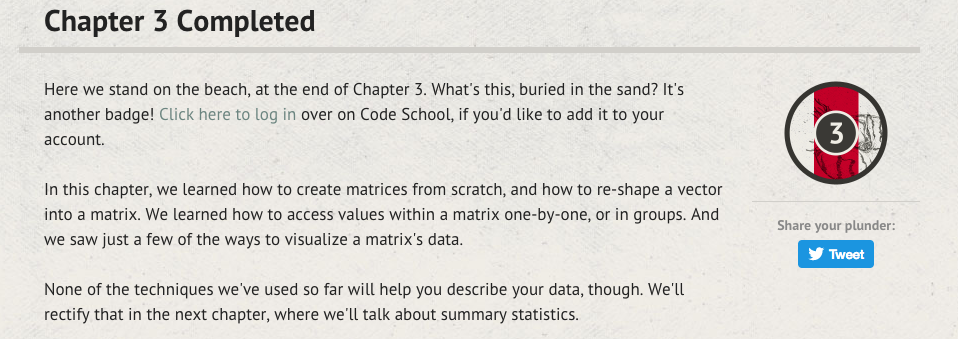 Chapter 3 Completed
Here we stand on the beach, at the end of Chapter 3. What's this, buried in the sand? It's
another badge! Click here to log in over on Code School, if you'd like to add it to your
account.
3
In this chapter, we learned how to create matrices from scratch, and how to re-shape a vector
into a matrix. We learned how to access values within a matrix one-by-one, or in groups. And
we saw just a few of the ways to visualize a matrix's data.
Share your plunder:
Tweet
None of the techniques we've used so far will help you describe your data, though. We'll
rectify that in the next chapter, where we'll talk about summary statistics.